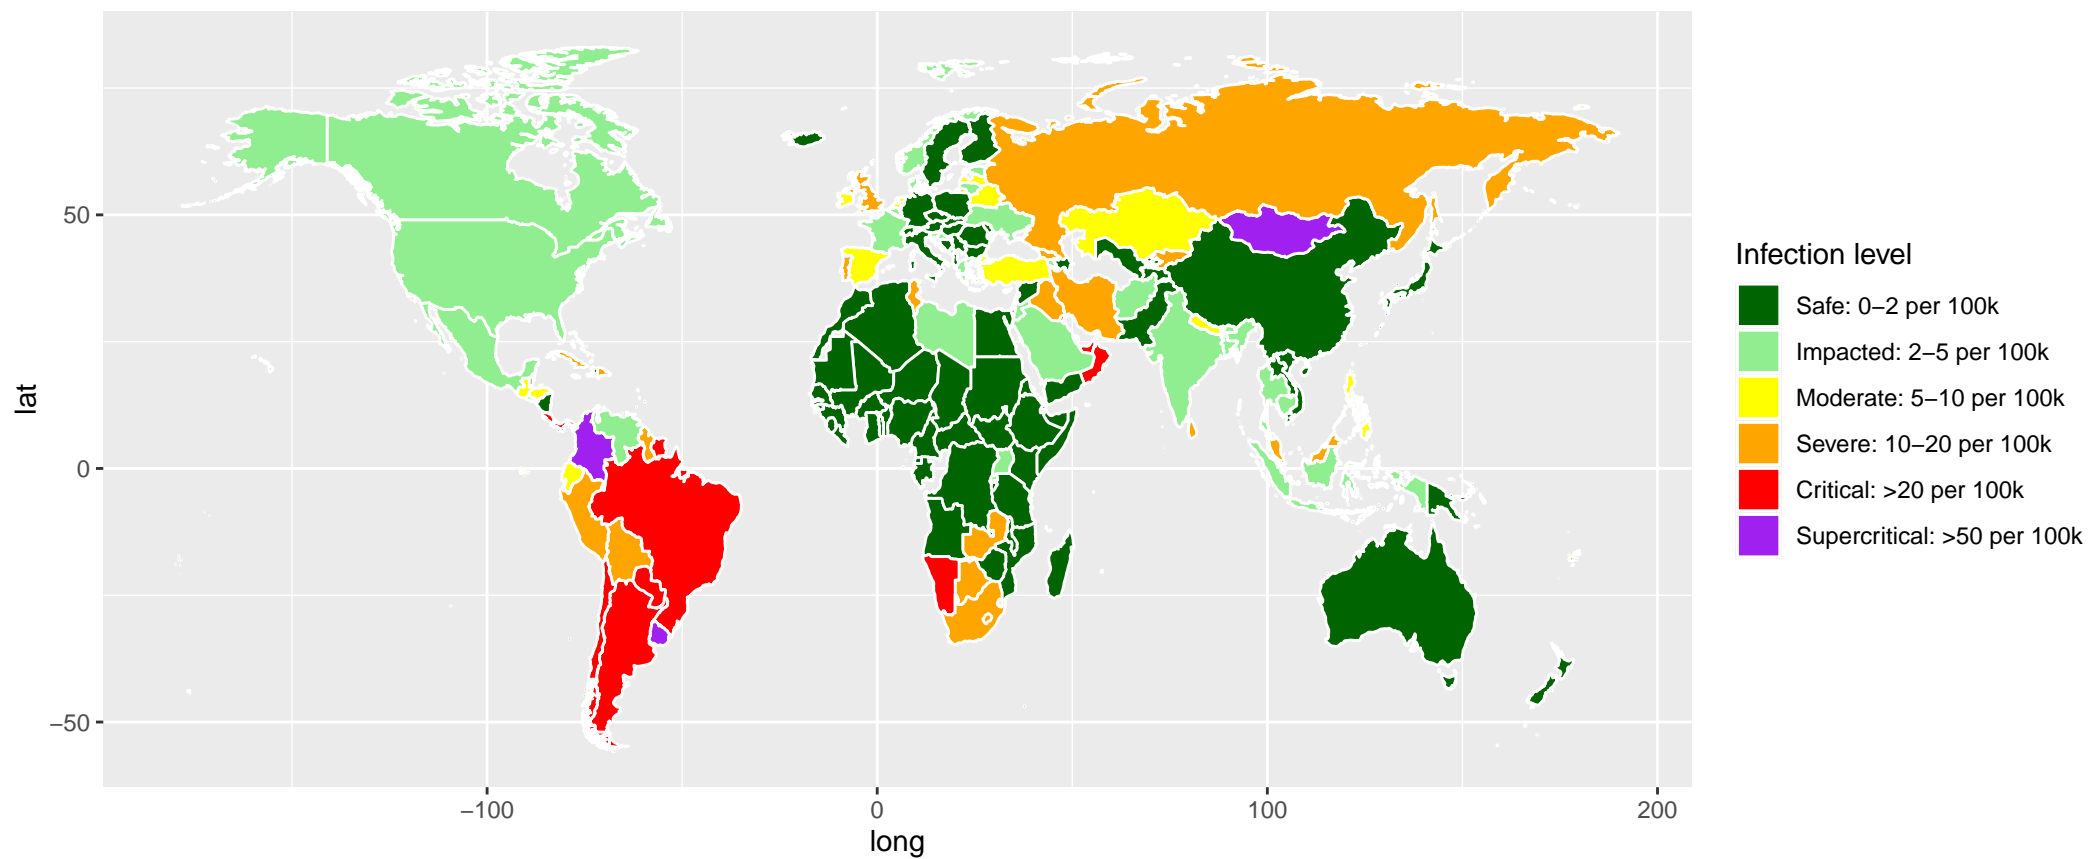 50
0
−50
lat
−100
0
100
200
long
Infection level
Safe: 0−2 per 100k
Impacted: 2−5 per 100k
Moderate: 5−10 per 100k
Severe: 10−20 per 100k
Critical: >20 per 100k
Supercritical: >50 per 100k